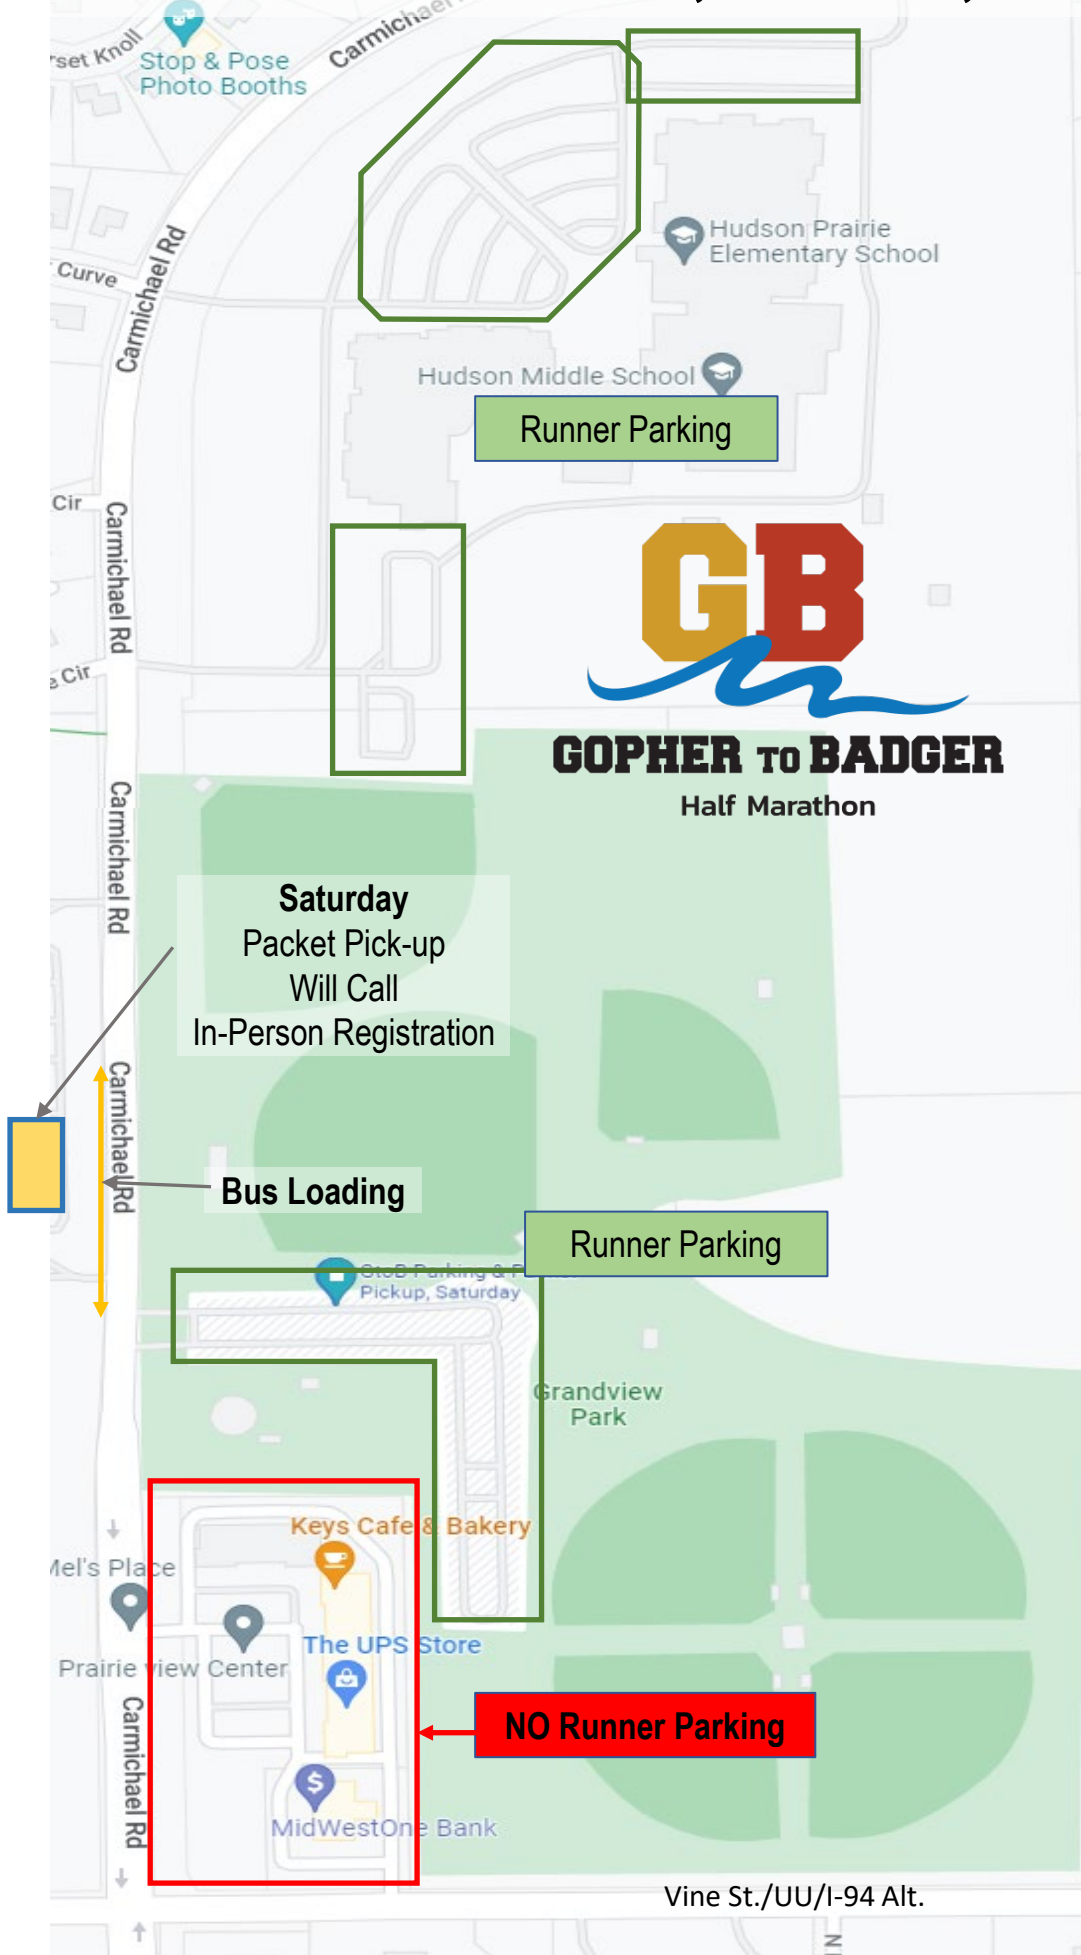 Carmichael
set Knoll
Stop & Pose
Photo Booths
Carmichael Rd
Curve
Hudson Prairie
Elementary School
Hudson Middle School
Runner Parking
Cir
Carmichael Rd
GB
Cir
GOPHER TO BADGER
Half Marathon
Carmichael Rd
Saturday
Packet Pick-up
Will Call
In-Person Registration
Carmichael Rd
Bus Loading
Runner Parking
GtoB Parking &
Pickup, Saturday
Grandview
Park
Keys Cafe & Bakery
Mel's Place
The UPS Store
Prairie view Center
Carmichael Rd
NO Runner Parking
MidWestOne Bank
Vine St./UU/I-94 Alt.
N